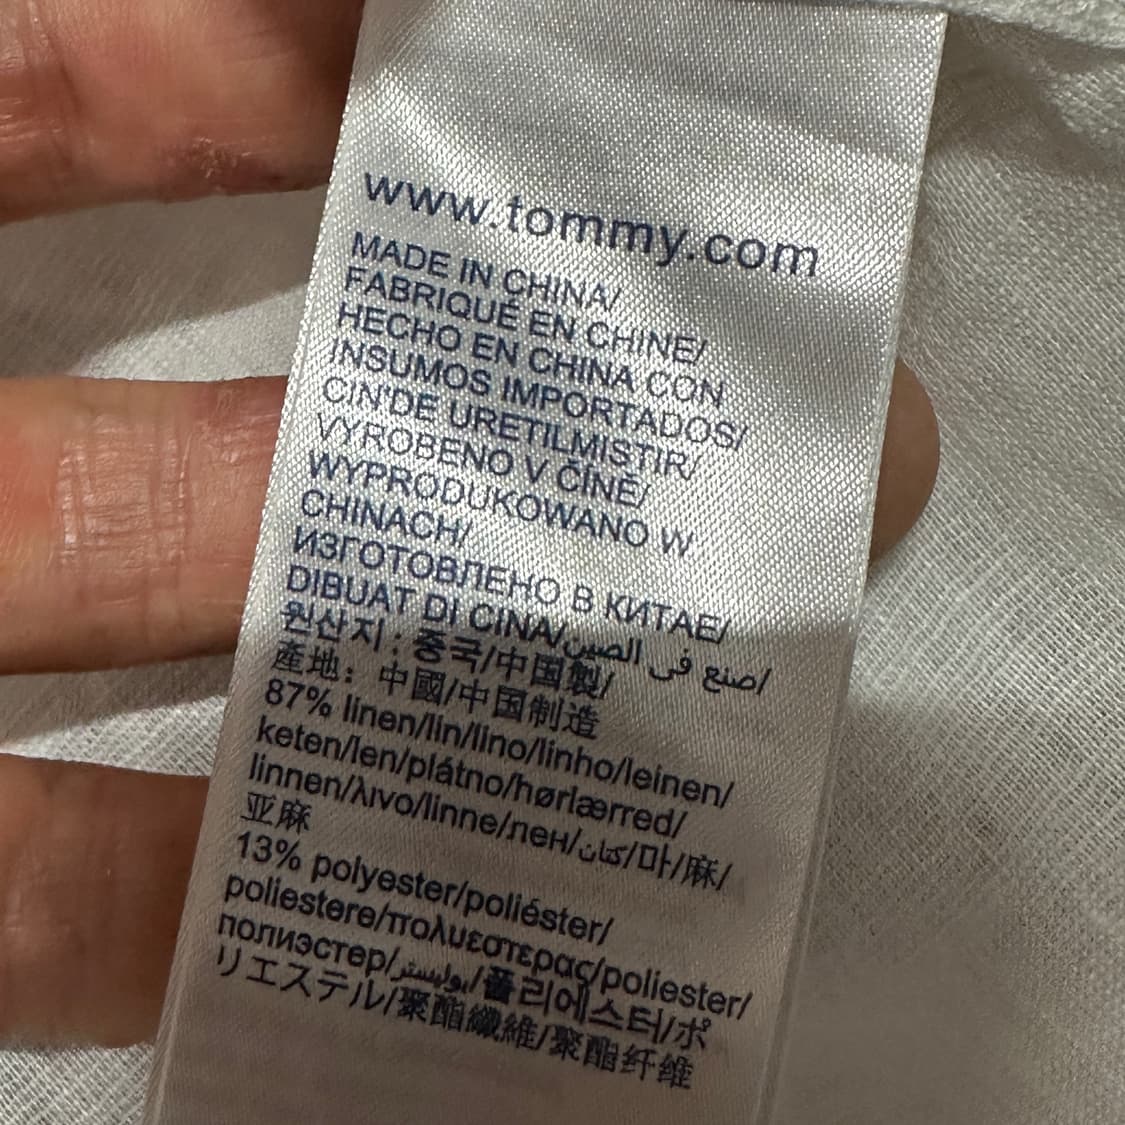 www.tommy.com
MADE IN CHINA/
FABRIQUÉ EN CHINE/
HECHO EN CHINA CON
INSUMOS IMPORTADOS/
CIN'DE URETILMISTIR/
VYROBENO V ČÍNĚ/
WYPRODUKOWANO W
CHINACH/
ИЗГОТОВЛЕНО В КИТАЕ/
DIBUAT DI CINA/صنع في الصين/
원산지 : 중국/中国製/
產地：中國/中国制造
87% linen/lin/lino/linho/leinen/
keten/len/plátno/hørlærred/
linnen/λινο/linne/лен/كتان/마/麻/
亚麻
13% polyester/poliéster/
poliestere/πολυεστερας/poliester/
полиэстер/بوليستر/폴리에스터/ポ
リエステル/聚酯纖維/聚酯纤维